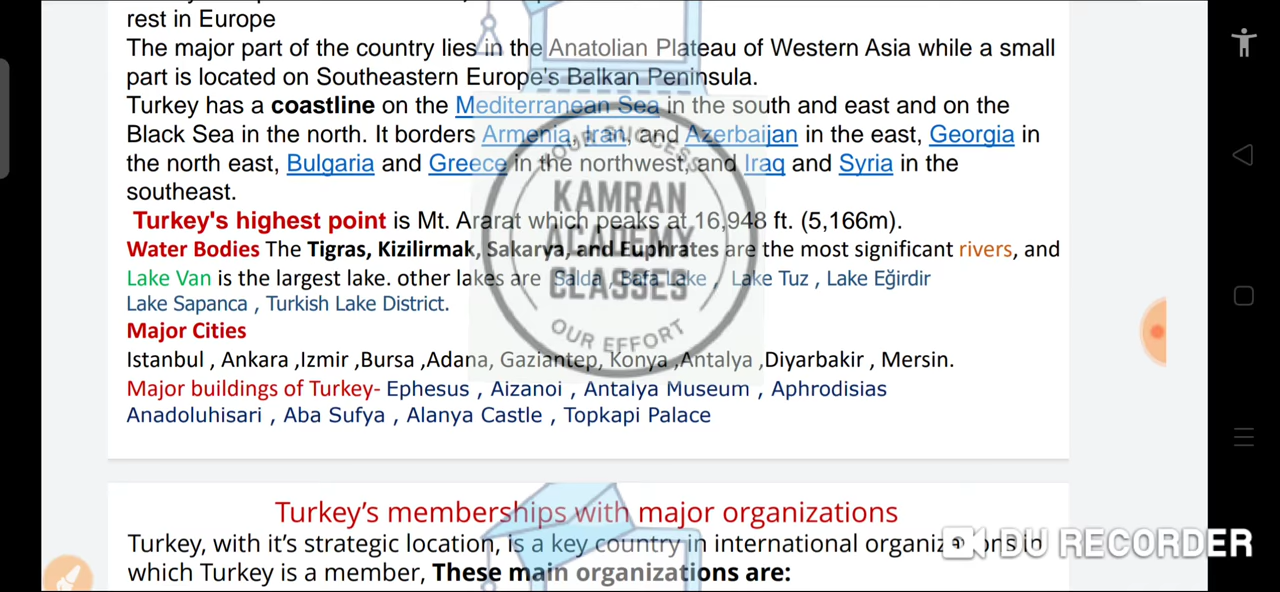 rest in Europe
The major part of the country lies in the Anatolian Plateau of Western Asia while a small
part is located on Southeastern Europe's Balkan Peninsula.
Turkey has a coastline on the Mediterranean Sea in the south and east and on the
Black Sea in the north. It borders Armenia, Iran, and Azerbaijan in the east, Georgia in
the north east, Bulgaria and Greece in the northwest, and Iraq and Syria in the
southeast.
Turkey's highest point is Mt. Ararat which peaks at 16,948 ft. (5,166m).
Water Bodies The Tigras, Kizilirmak, Sakarya, and Euphrates are the most significant rivers, and
Lake Van is the largest lake. other lakes are Salda , Bafa Lake , Lake Tuz , Lake Eğirdir
Lake Sapanca , Turkish Lake District.
Major Cities
Istanbul , Ankara ,Izmir ,Bursa ,Adana, Gaziantep, Konya ,Antalya ,Diyarbakir , Mersin.
Major buildings of Turkey- Ephesus , Aizanoi , Antalya Museum , Aphrodisias
Anadoluhisari , Aba Sufya , Alanya Castle , Topkapi Palace
YOUR SUCCESS
KAMRAN
ACADEMY
CLASSES
OUR EFFORT
Turkey's memberships with major organizations
Turkey, with it's strategic location, is a key country in international organizations in
which Turkey is a member, These main organizations are:
DU RECORDER